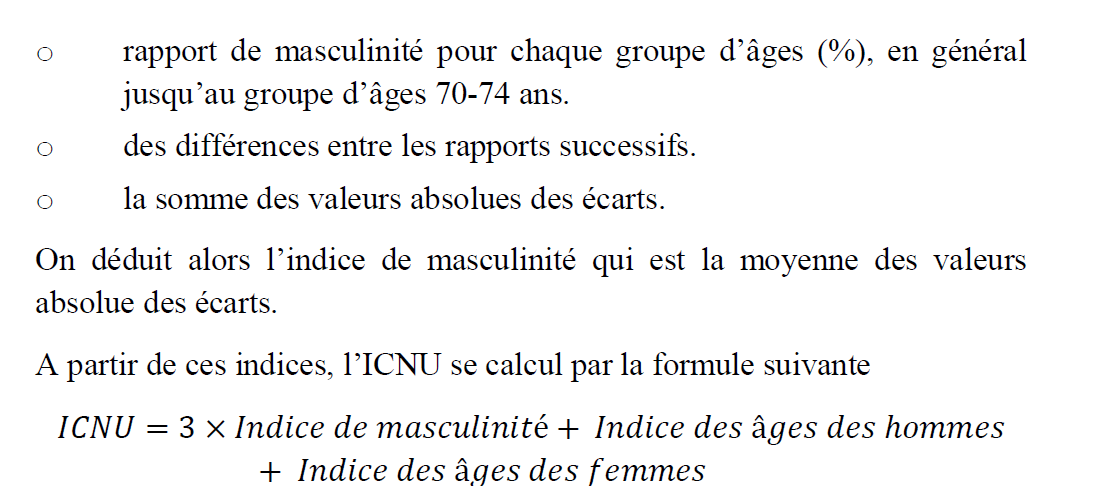 ○ rapport de masculinité pour chaque groupe d’âges (%), en général
jusqu’au groupe d’âges 70-74 ans.
○ des différences entre les rapports successifs.
○ la somme des valeurs absolues des écarts.
On déduit alors l’indice de masculinité qui est la moyenne des valeurs
absolue des écarts.
A partir de ces indices, l’ICNU se calcul par la formule suivante
ICNU = 3 × Indice de masculinité + Indice des âges des hommes
+ Indice des âges des femmes